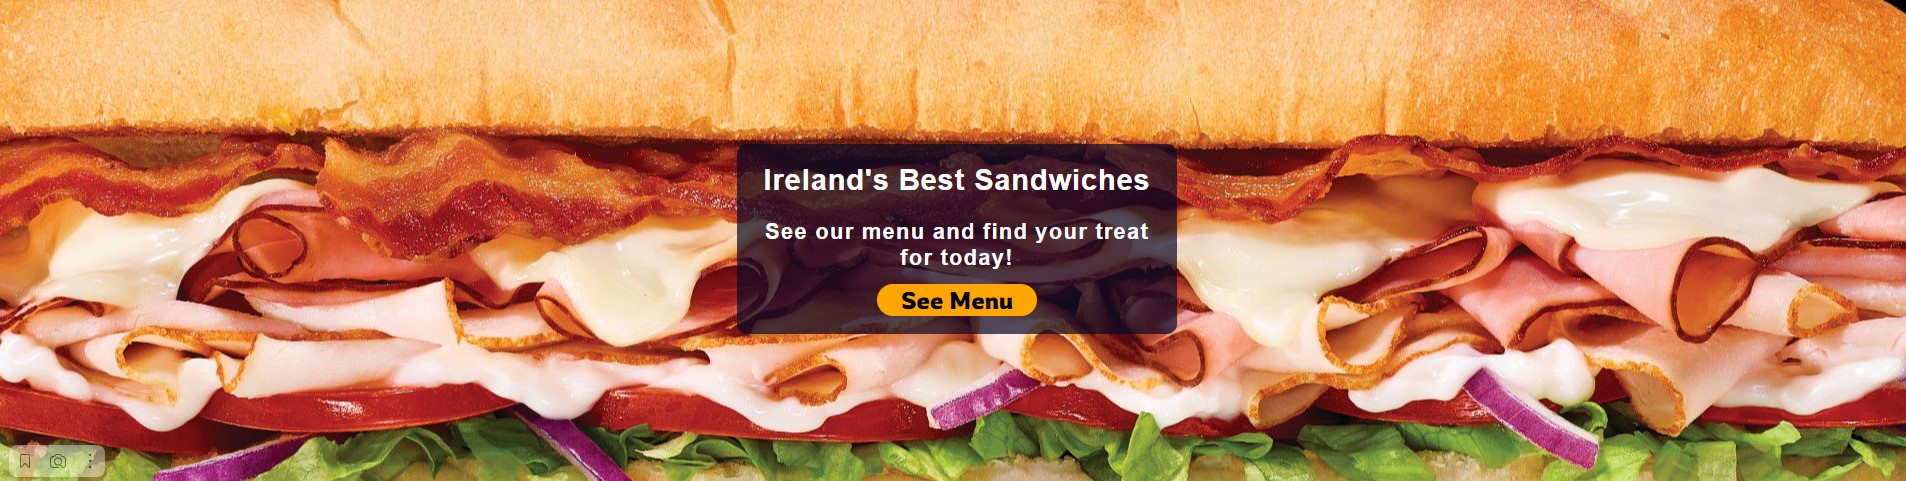 Ireland's Best Sandwiches
See our menu and find your treat
for today!
See Menu